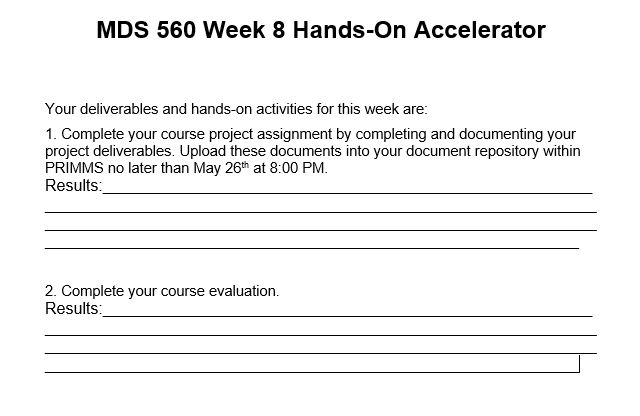 MDS 560 Week 8 Hands-On Accelerator
Your deliverables and hands-on activities for this week are:
1. Complete your course project assignment by completing and documenting your
project deliverables. Upload these documents into your document repository within
PRIMMS no later than May 26th at 8:00 PM.
Results:
2. Complete your course evaluation.
Results: